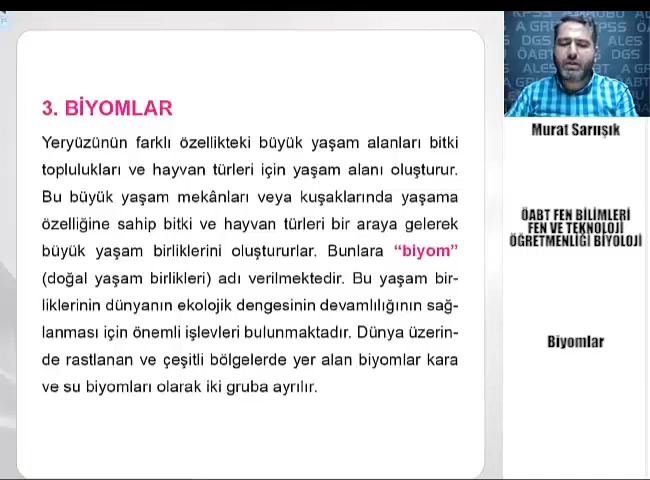 3. BİYOMLAR
Yeryüzünün farklı özellikteki büyük yaşam alanları bitki
toplulukları ve hayvan türleri için yaşam alanı oluşturur.
Bu büyük yaşam mekânları veya kuşaklarında yaşama
özelliğine sahip bitki ve hayvan türleri bir araya gelerek
büyük yaşam birliklerini oluştururlar. Bunlara “biyom”
(doğal yaşam birlikleri) adı verilmektedir. Bu yaşam bir-
liklerinin dünyanın ekolojik dengesinin devamlılığının sağ-
lanması için önemli işlevleri bulunmaktadır. Dünya üzerin-
de rastlanan ve çeşitli bölgelerde yer alan biyomlar kara
ve su biyomları olarak iki gruba ayrılır.
KPSS
ALES
DGS
Murat Sarıışık
ÖABT FEN BİLİMLERİ
FEN VE TEKNOLOJİ
ÖĞRETMENLİĞİ BİYOLOJİ
Biyomlar